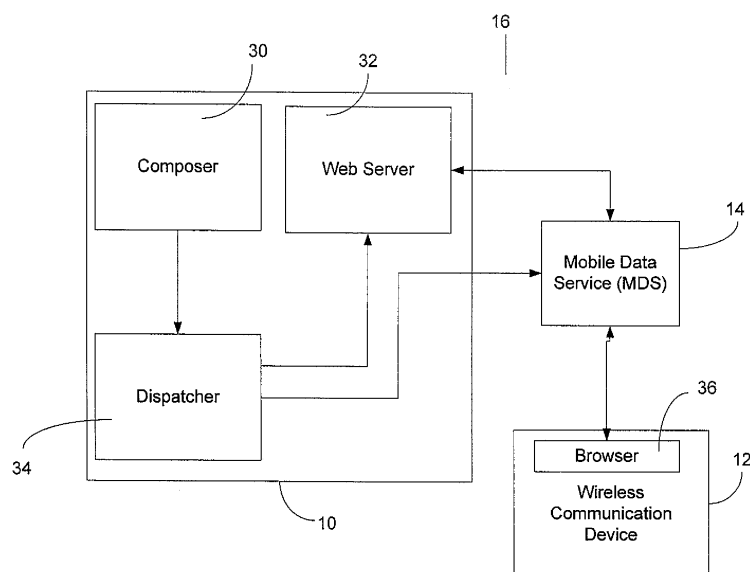 16
30
32
Composer
Web Server
14
Mobile Data
Service (MDS)
Dispatcher
36
34
Browser
12
10
Wireless
Communication
Device